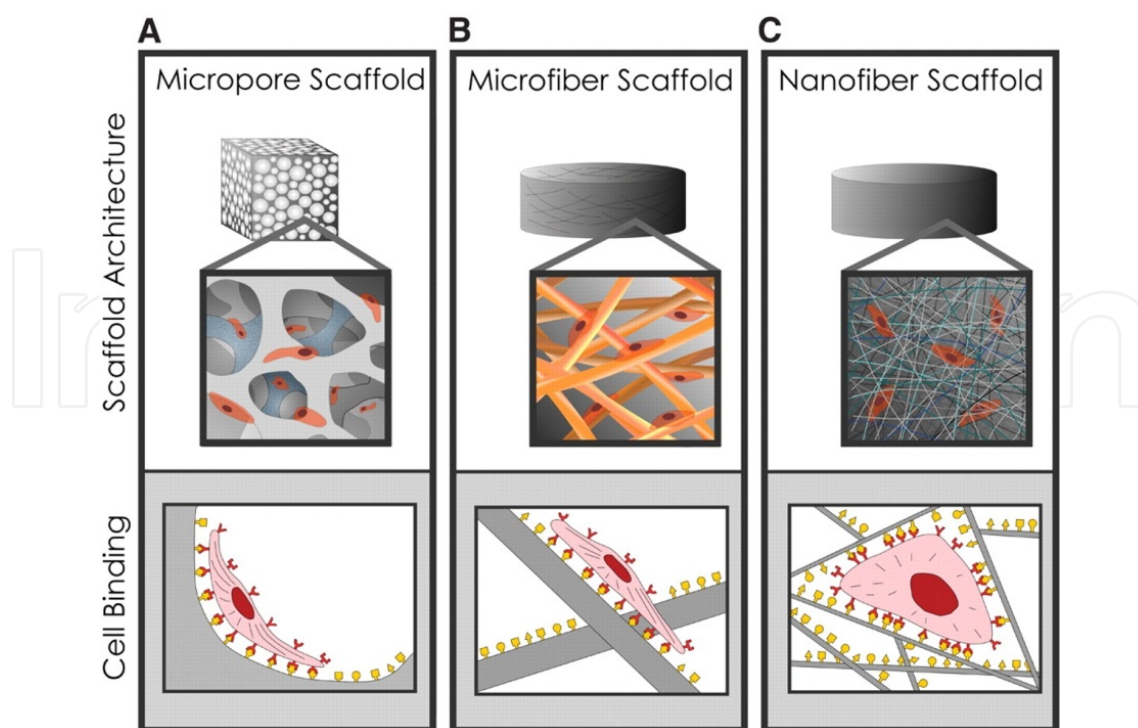 A
B
C
Micropore Scaffold
Microfiber Scaffold
Nanofiber Scaffold
Scaffold Architecture
Cell Binding